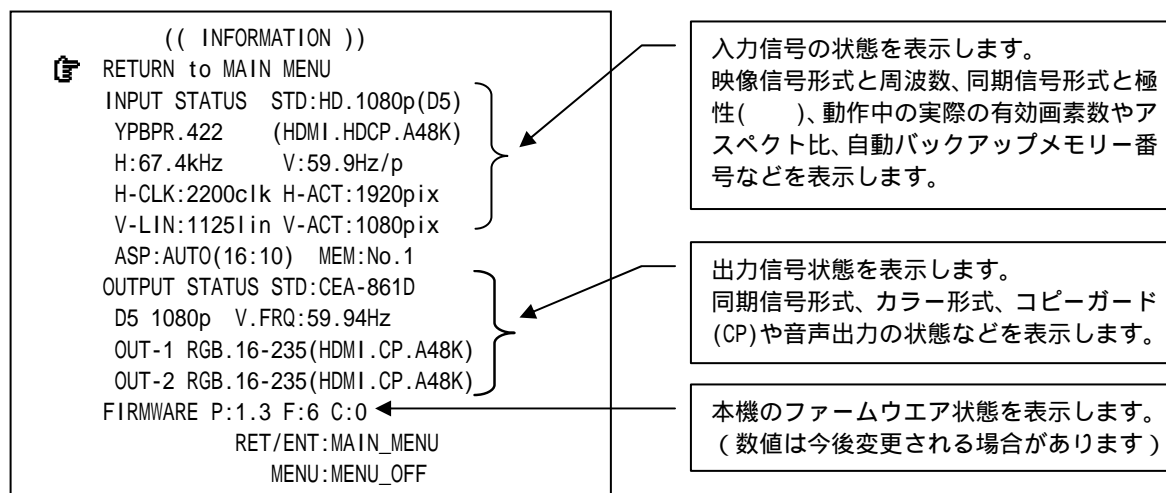 (( INFORMATION ))
RETURN to MAIN MENU
INPUT STATUS STD:HD.1080p(D5)
YPBPR.422 (HDMI.HDCP.A48K)
H:67.4kHz V:59.9Hz/p
H-CLK:2200clk H-ACT:1920pix
V-LIN:1125lin V-ACT:1080pix
ASP:AUTO(16:10) MEM:No.1
OUTPUT STATUS STD:CEA-861D
D5 1080p V.FRQ:59.94Hz
OUT-1 RGB.16-235(HDMI.CP.A48K)
OUT-2 RGB.16-235(HDMI.CP.A48K)
FIRMWARE P:1.3 F:6 C:0
RET/ENT:MAIN_MENU
MENU:MENU_OFF
入力信号の状態を表示します。
映像信号形式と周波数、同期信号形式と極
性( )、動作中の実際の有効画素数やア
スペクト比、自動バックアップメモリー番
号などを表示します。
出力信号状態を表示します。
同期信号形式、カラー形式、コピーガード
(CP)や音声出力の状態などを表示します。
本機のファームウエア状態を表示します。
(数値は今後変更される場合があります)